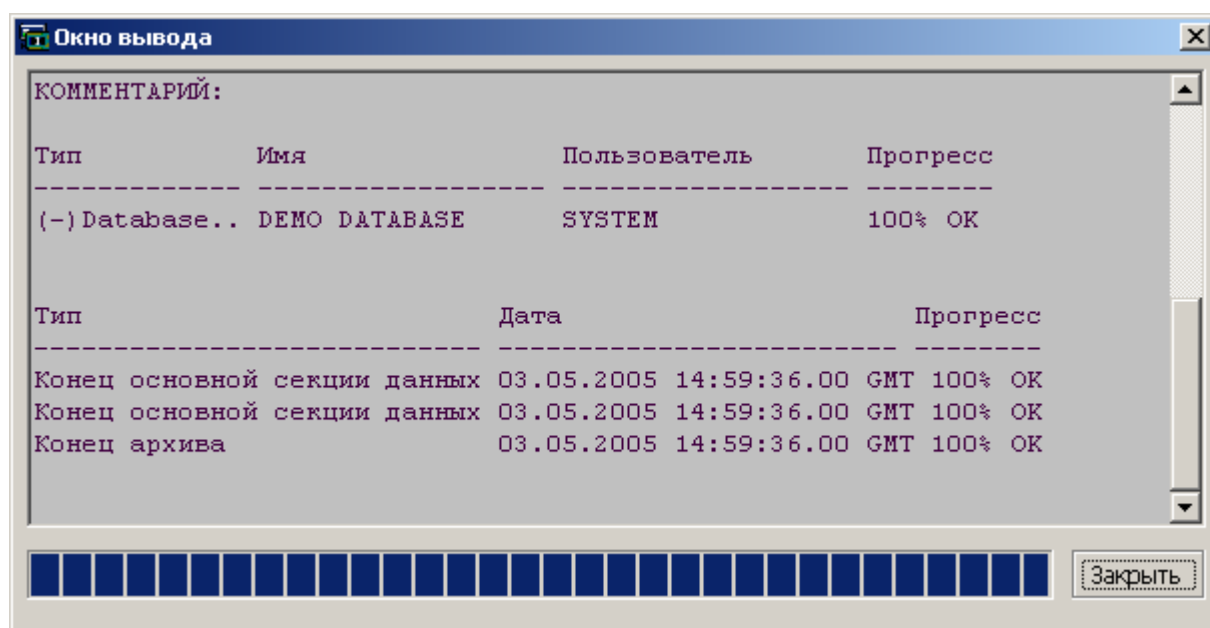 Окно вывода
КОММЕНТАРИЙ:
Тип Имя Пользователь Прогресс
------------- ------------------ ------------------ --------
(-)Database.. DEMO DATABASE SYSTEM 100% OK
Тип Дата Прогресс
---------------------------- ------------------------- --------
Конец основной секции данных 03.05.2005 14:59:36.00 GMT 100% OK
Конец основной секции данных 03.05.2005 14:59:36.00 GMT 100% OK
Конец архива 03.05.2005 14:59:36.00 GMT 100% OK
Закрыть